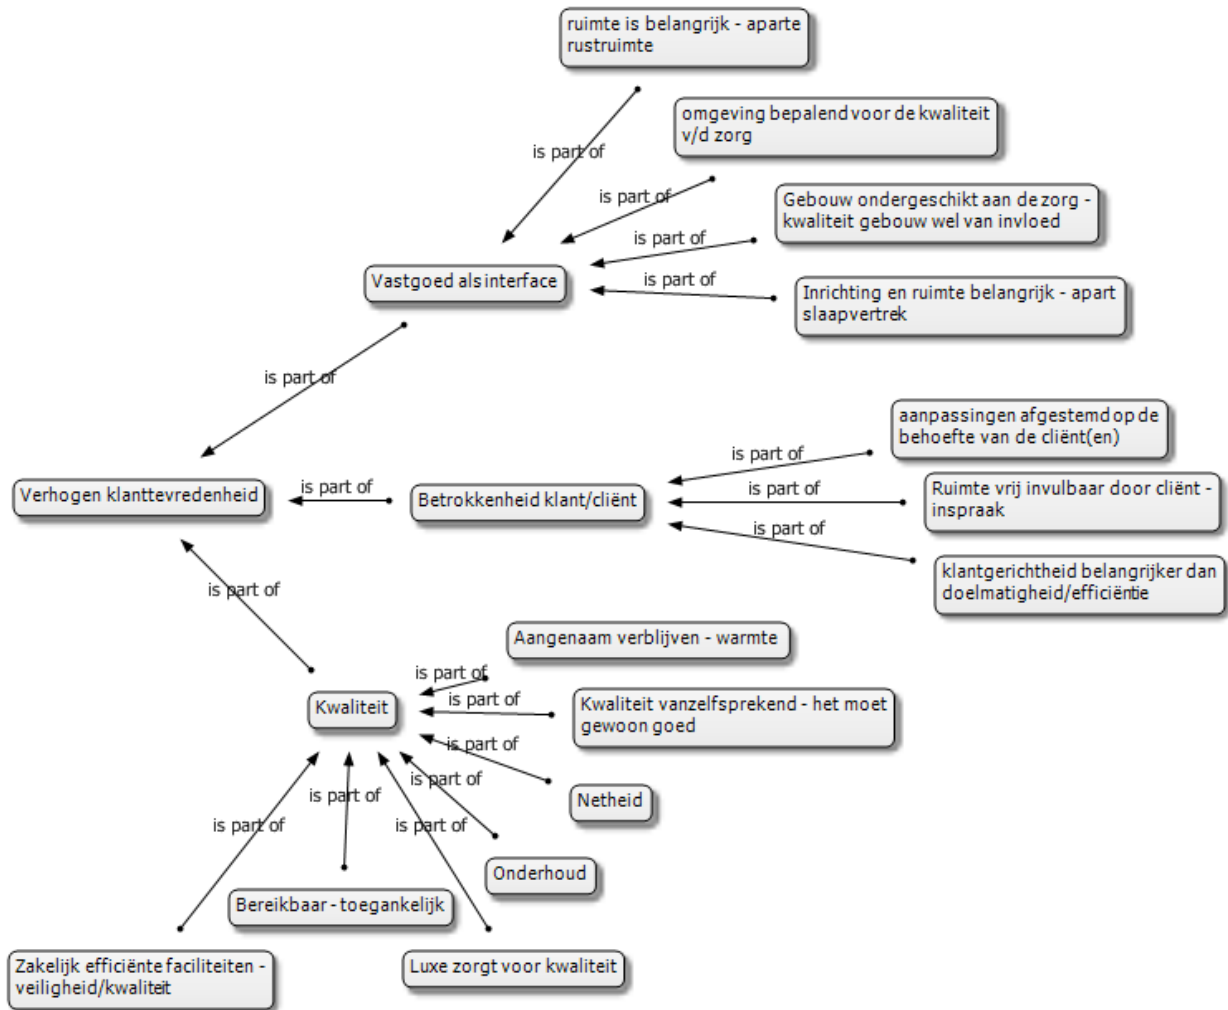 ruimte is belangrijk - aparte
rustruimte
is part of
omgeving bepalend voor de kwaliteit
v/d zorg
is part of
Gebouw ondergeschikt aan de zorg -
kwaliteit gebouw wel van invloed
is part of
Vastgoed als interface
is part of
Inrichting en ruimte belangrijk - apart
slaapvertrek
is part of
aanpassingen afgestemd op de
behoefte van de cliënt(en)
is part of
Verhogen klanttevredenheid
is part of
Betrokkenheid klant/cliënt
is part of
Ruimte vrij invulbaar door cliënt -
inspraak
is part of
klantgerichtheid belangrijker dan
doelmatigheid/efficiëntie
is part of
Aangenaam verblijven - warmte
is part of
Kwaliteit
is part of
Kwaliteit vanzelfsprekend - het moet
gewoon goed
is part of
Netheid
is part of
Onderhoud
is part of
Bereikbaar - toegankelijk
is part of
is part of
Zakelijk efficiënte faciliteiten -
veiligheid/kwaliteit
Luxe zorgt voor kwaliteit